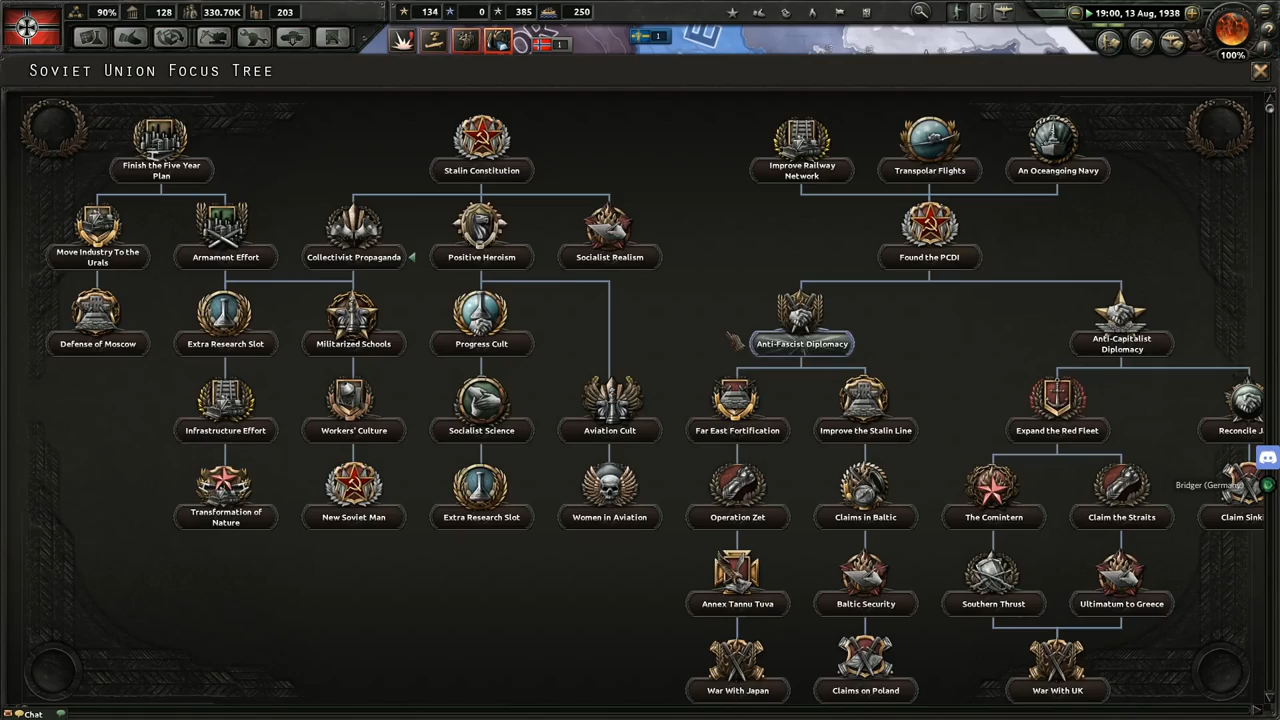 90%
128
330.70K
203
134
0
385
250
19:00, 13 Aug, 1938
100%
1
1
Soviet Union Focus Tree
Finish the Five Year
Plan
Stalin Constitution
Improve Railway
Network
Transpolar Flights
An Oceangoing Navy
Move Industry To the
Urals
Armament Effort
Collectivist Propaganda
Positive Heroism
Socialist Realism
Found the PCDI
Defense of Moscow
Extra Research Slot
Militarized Schools
Progress Cult
Anti-Fascist Diplomacy
Anti-Capitalist
Diplomacy
Infrastructure Effort
Workers' Culture
Socialist Science
Aviation Cult
Far East Fortification
Improve the Stalin Line
Expand the Red Fleet
Reconcile J
Bridger (Germany)
Transformation of
Nature
New Soviet Man
Extra Research Slot
Women in Aviation
Operation Zet
Claims in Baltic
The Comintern
Claim the Straits
Claim Sink
Annex Tannu Tuva
Baltic Security
Southern Thrust
Ultimatum to Greece
War With Japan
Claims on Poland
War With UK
Chat